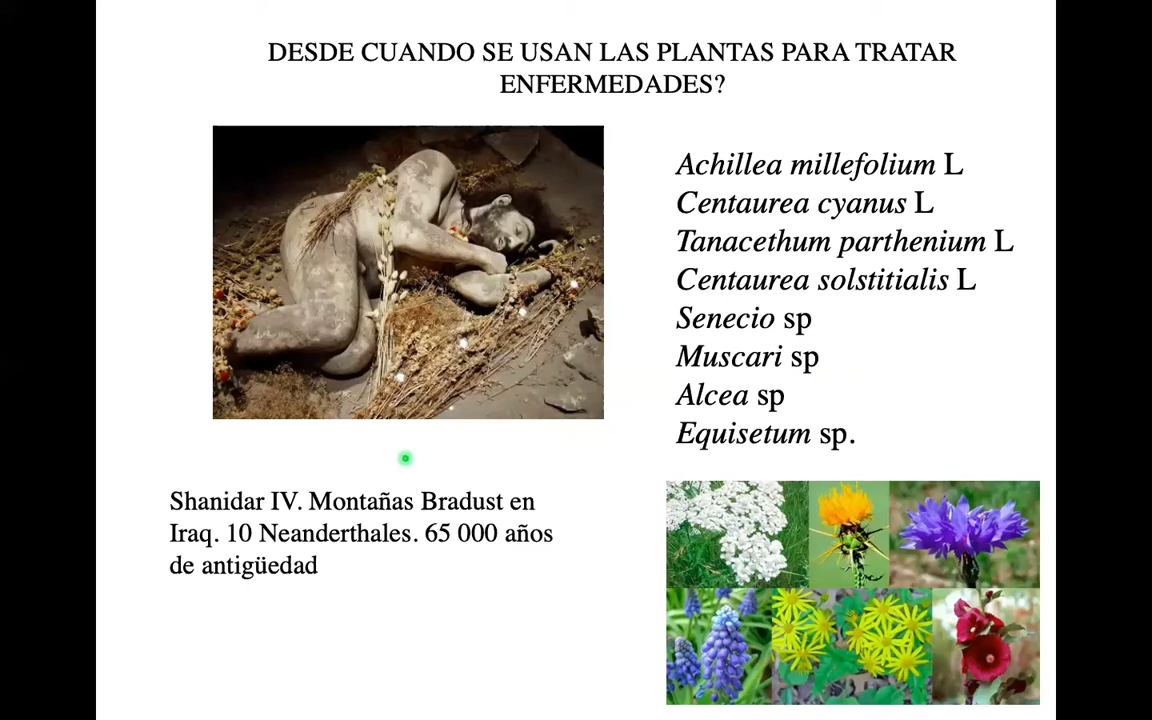 DESDE CUANDO SE USAN LAS PLANTAS PARA TRATAR
ENFERMEDADES?
Achillea millefolium L
Centaurea cyanus L
Tanacethum parthenium L
Centaurea solstitialis L
Senecio sp
Muscari sp
Alcea sp
Equisetum sp.
Shanidar IV. Montañas Bradust en
Iraq. 10 Neanderthales. 65 000 años
de antigüedad